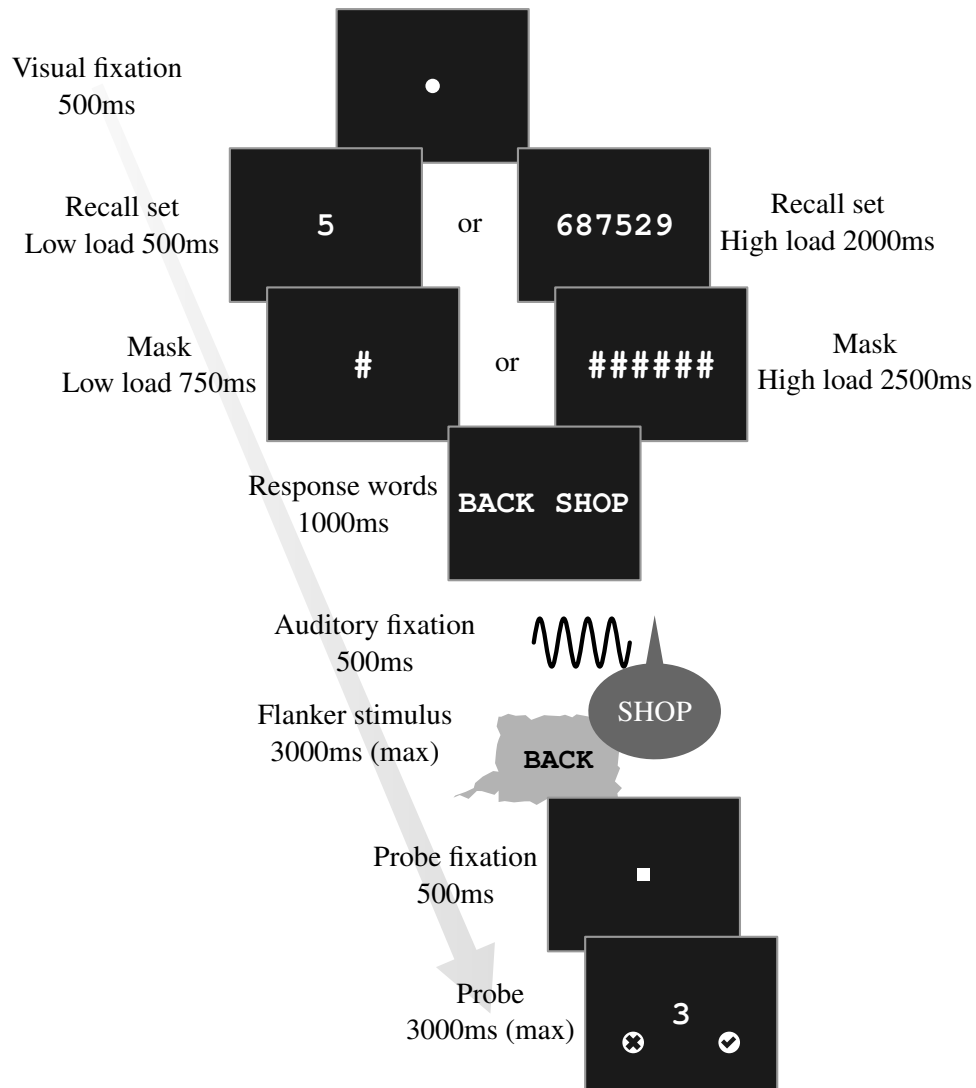 Visual fixation
500ms
Recall set
Low load 500ms
5
or
687529
Recall set
High load 2000ms
Mask
Low load 750ms
#
or
######
Mask
High load 2500ms
Response words
1000ms
BACK SHOP
Auditory fixation
500ms
SHOP
Flanker stimulus
3000ms (max)
BACK
Probe fixation
500ms
Probe
3000ms (max)
3